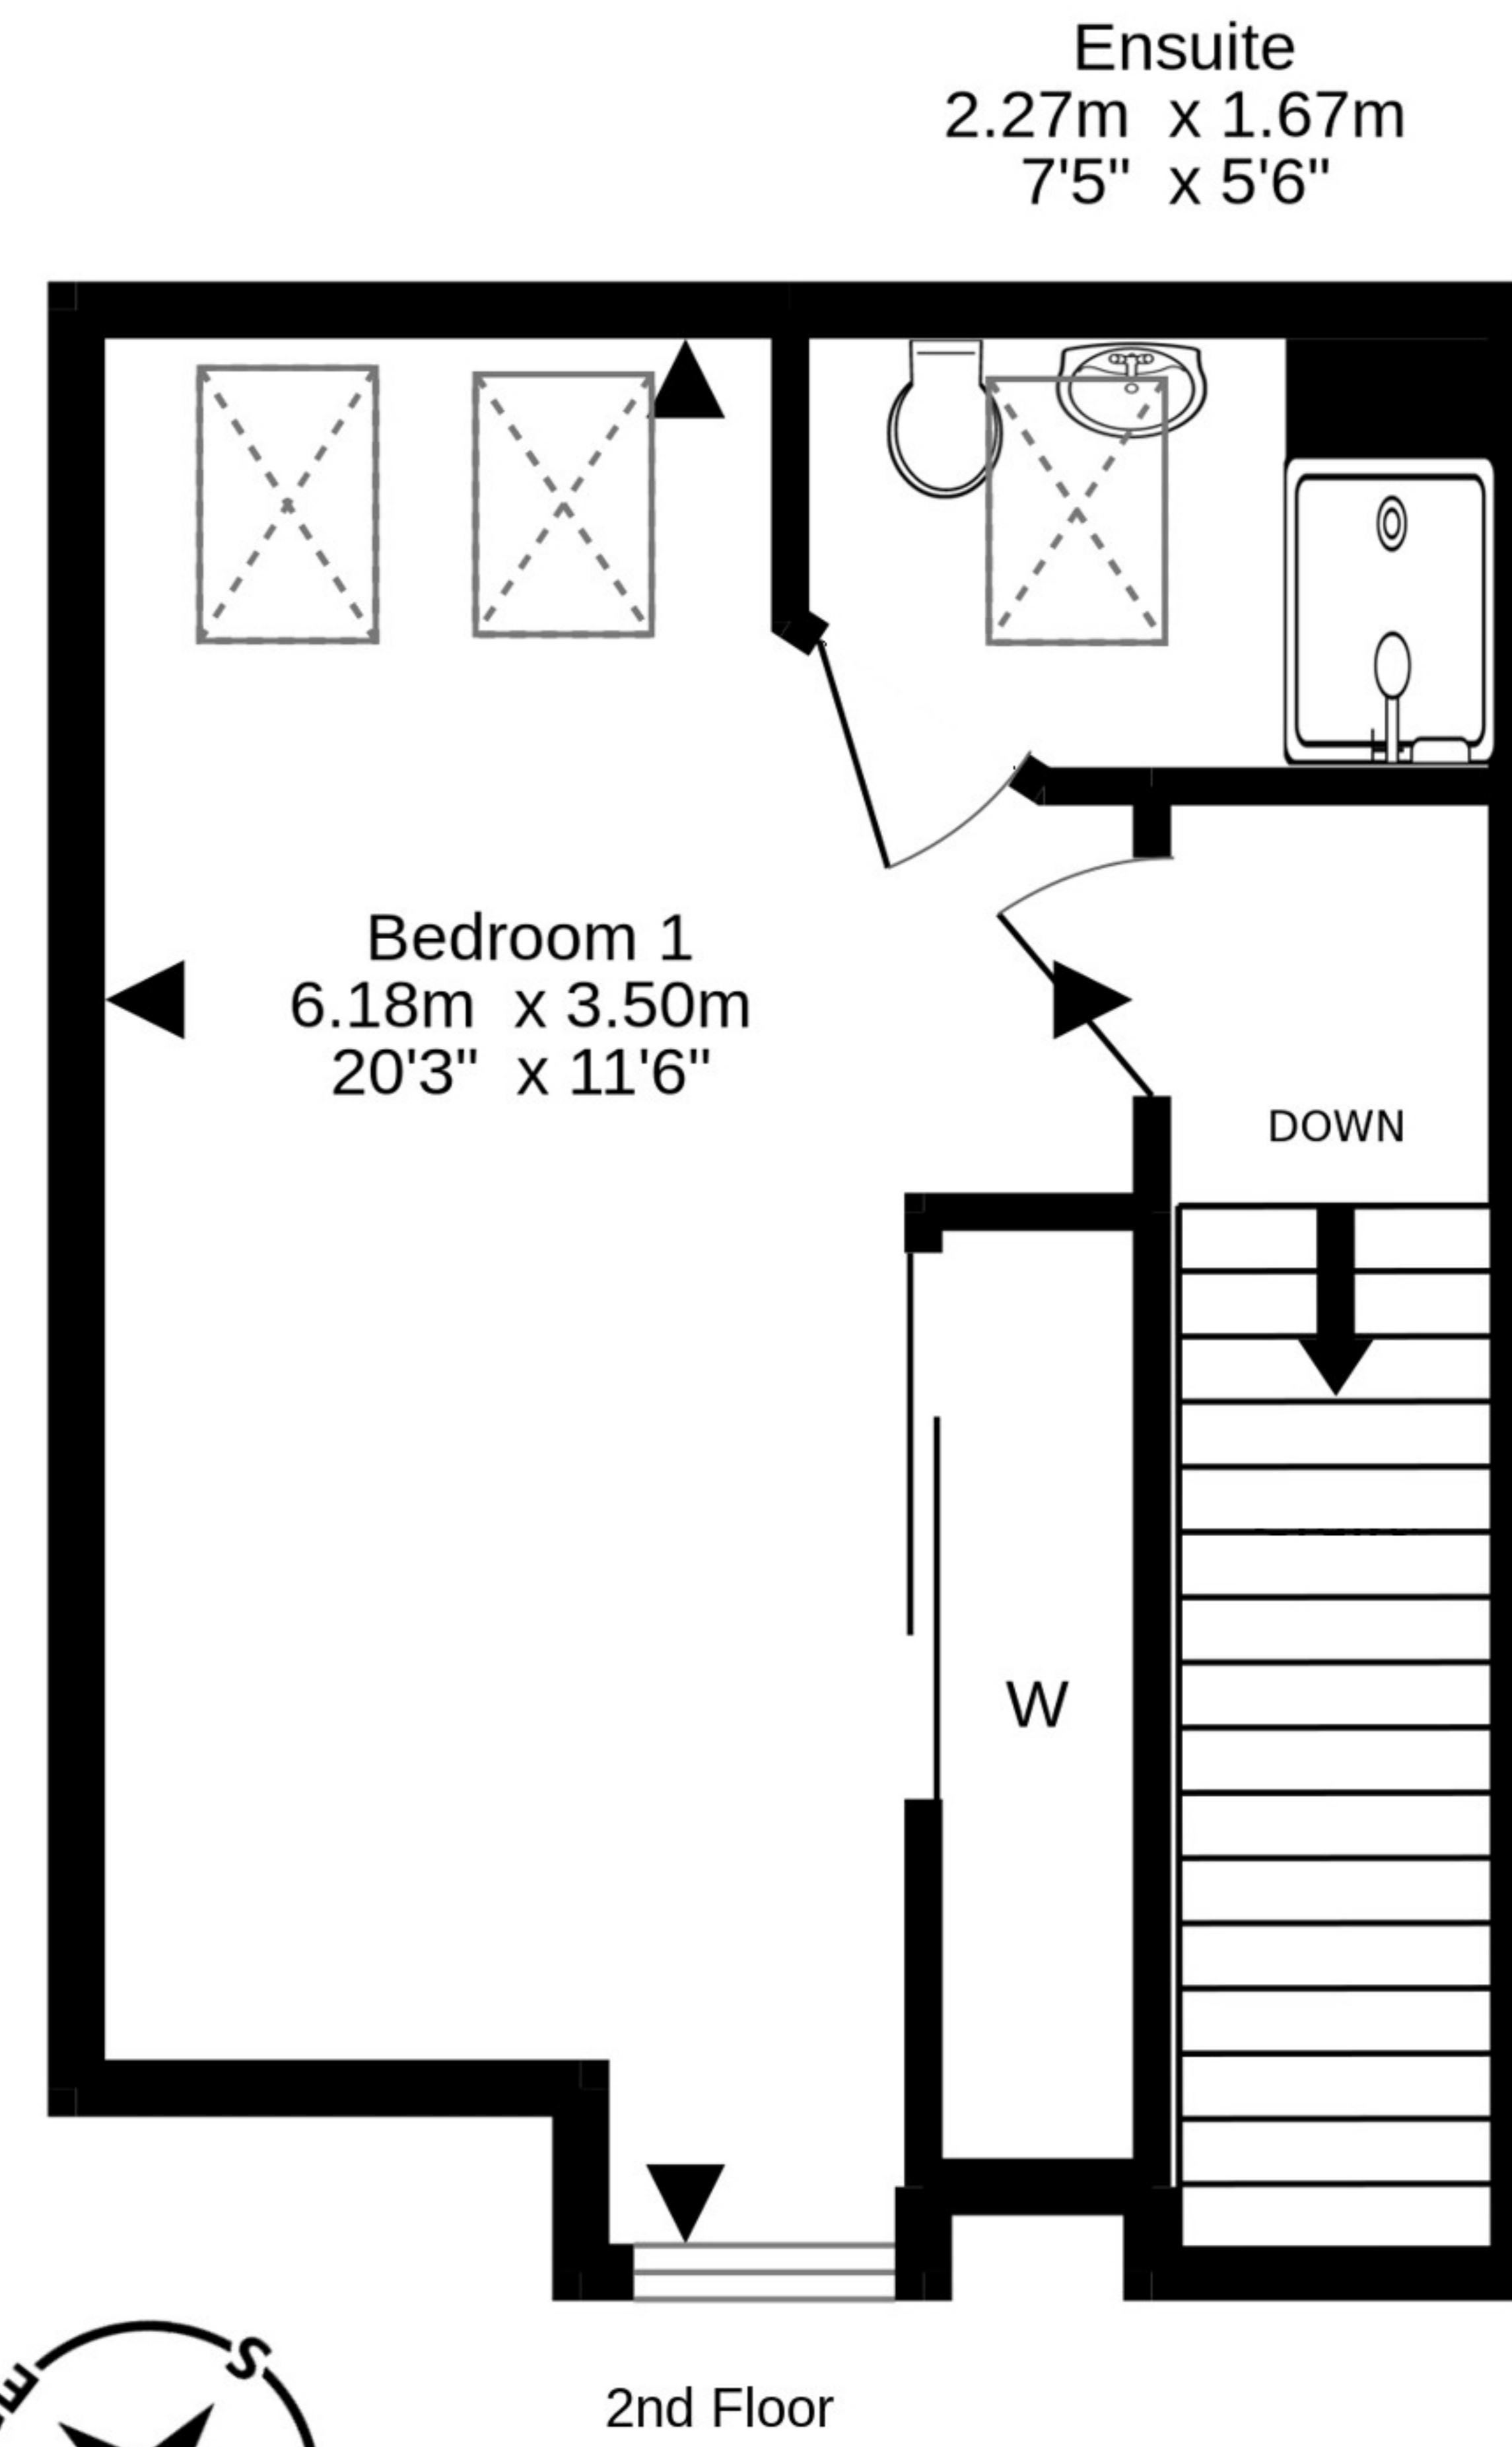 Ensuite
2.27m x 1.67m
7'5" x 5'6"
Bedroom 1
6.18m x 3.50m
20'3" x 11'6"
DOWN
W
E
S
2nd Floor